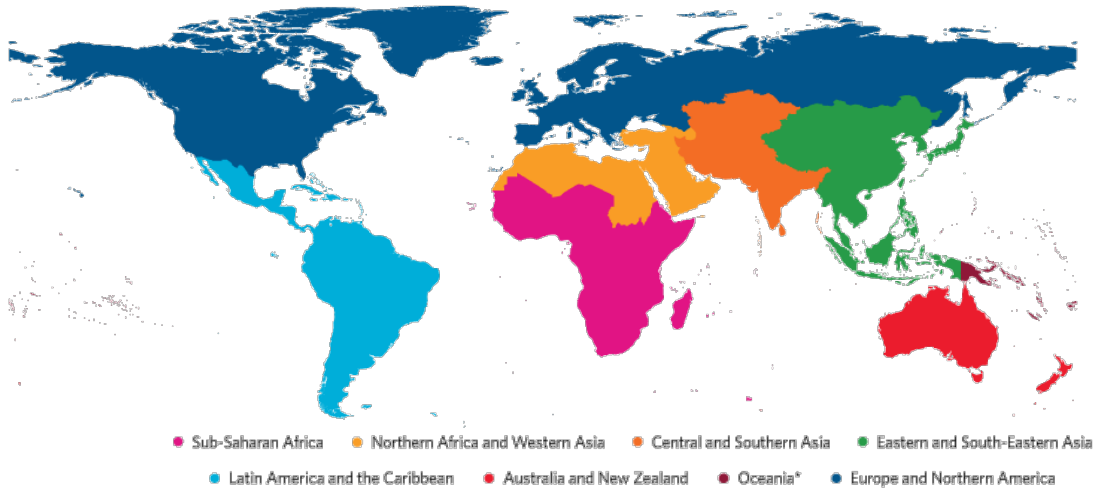 Sub-Saharan Africa Northern Africa and Western Asia Central and Southern Asia Eastern and South-Eastern Asia
Latin America and the Caribbean Australia and New Zealand Oceania* Europe and Northern America